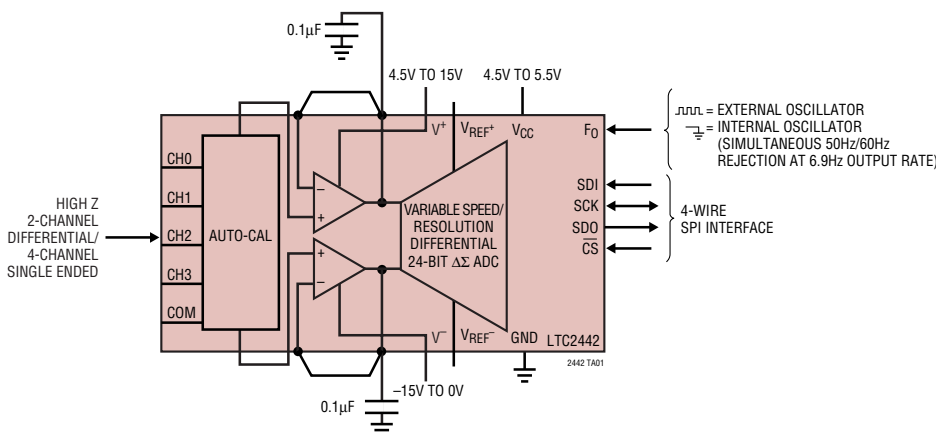 0.1µF
4.5V TO 15V
4.5V TO 5.5V
V+
VREF+
VCC
FO
= EXTERNAL OSCILLATOR
= INTERNAL OSCILLATOR
(SIMULTANEOUS 50Hz/60Hz
REJECTION AT 6.9Hz OUTPUT RATE)
HIGH Z
2-CHANNEL
DIFFERENTIAL/
4-CHANNEL
SINGLE ENDED
CH0
CH1
CH2
CH3
COM
AUTO-CAL
–
+
+
–
VARIABLE SPEED/
RESOLUTION
DIFFERENTIAL
24-BIT ΔΣ ADC
SDI
SCK
SDO
CS
4-WIRE
SPI INTERFACE
V–
VREF–
GND
LTC2442
2442 TA01
–15V TO 0V
0.1µF